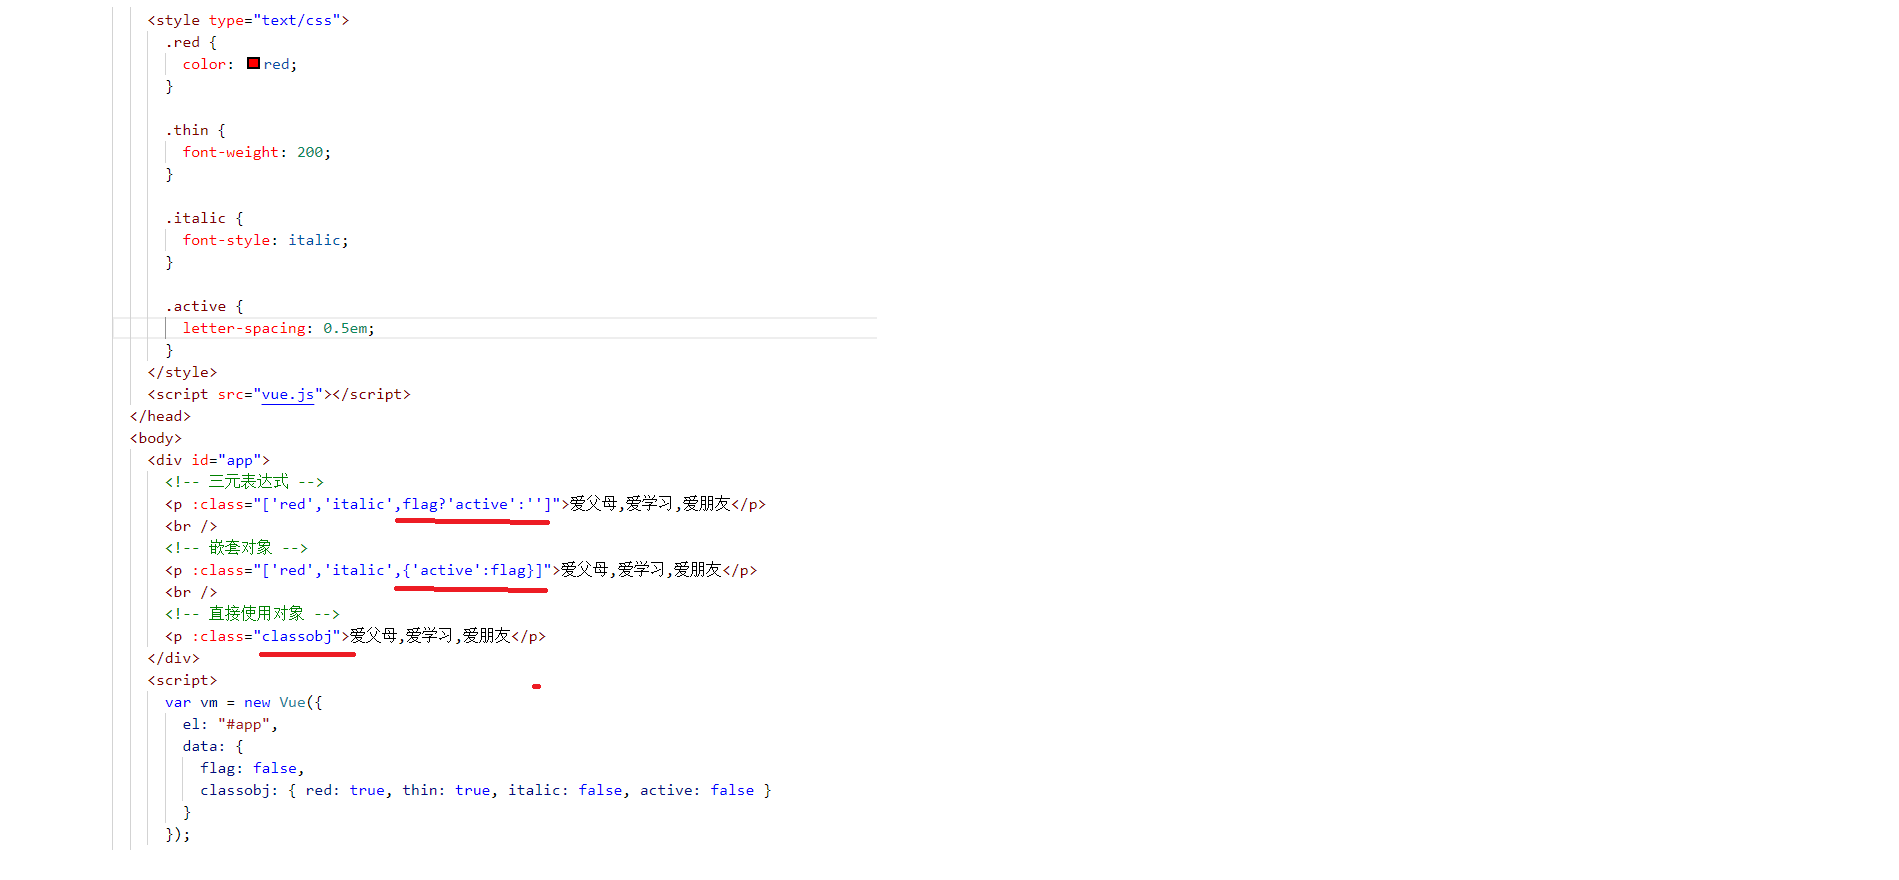 <style type="text/css">
.red {
color: red;
}
.thin {
font-weight: 200;
}
.italic {
font-style: italic;
}
.active {
letter-spacing: 0.5em;
}
</style>
<script src="vue.js"></script>
</head>
<body>
<div id="app">
<!-- 三元表达式 -->
<p :class="['red','italic',flag?'active':'']">爱父母,爱学习,爱朋友</p>
<br />
<!-- 嵌套对象 -->
<p :class="['red','italic',{'active':flag}]">爱父母,爱学习,爱朋友</p>
<br />
<!-- 直接使用对象 -->
<p :class="classobj">爱父母,爱学习,爱朋友</p>
</div>
<script>
var vm = new Vue({
el: "#app",
data: {
flag: false,
classobj: { red: true, thin: true, italic: false, active: false }
}
});